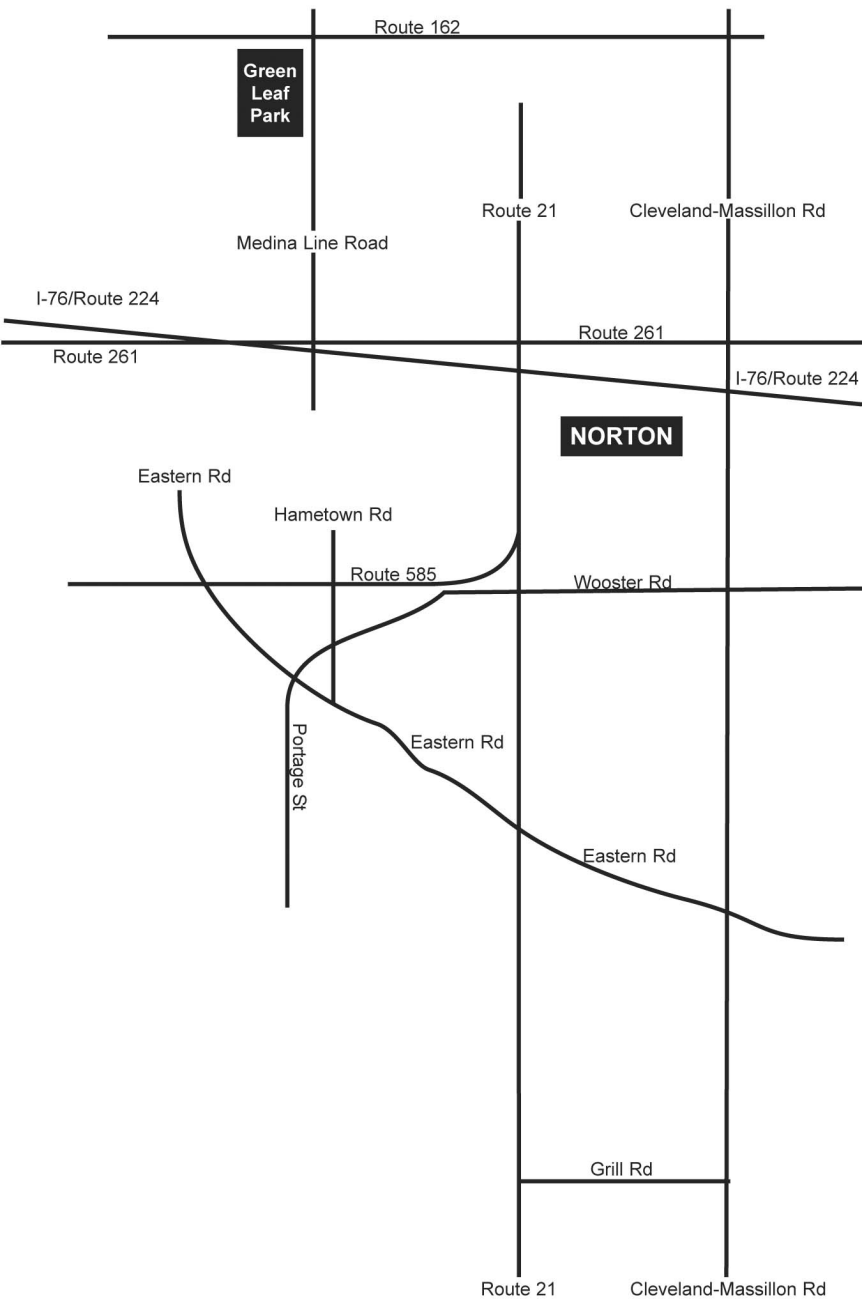 Route 162
Green
Leaf
Park
Route 21
Cleveland-Massillon Rd
Medina Line Road
I-76/Route 224
Route 261
Route 261
I-76/Route 224
NORTON
Eastern Rd
Hametown Rd
Route 585
Wooster Rd
Portage St
Eastern Rd
Eastern Rd
Grill Rd
Route 21
Cleveland-Massillon Rd